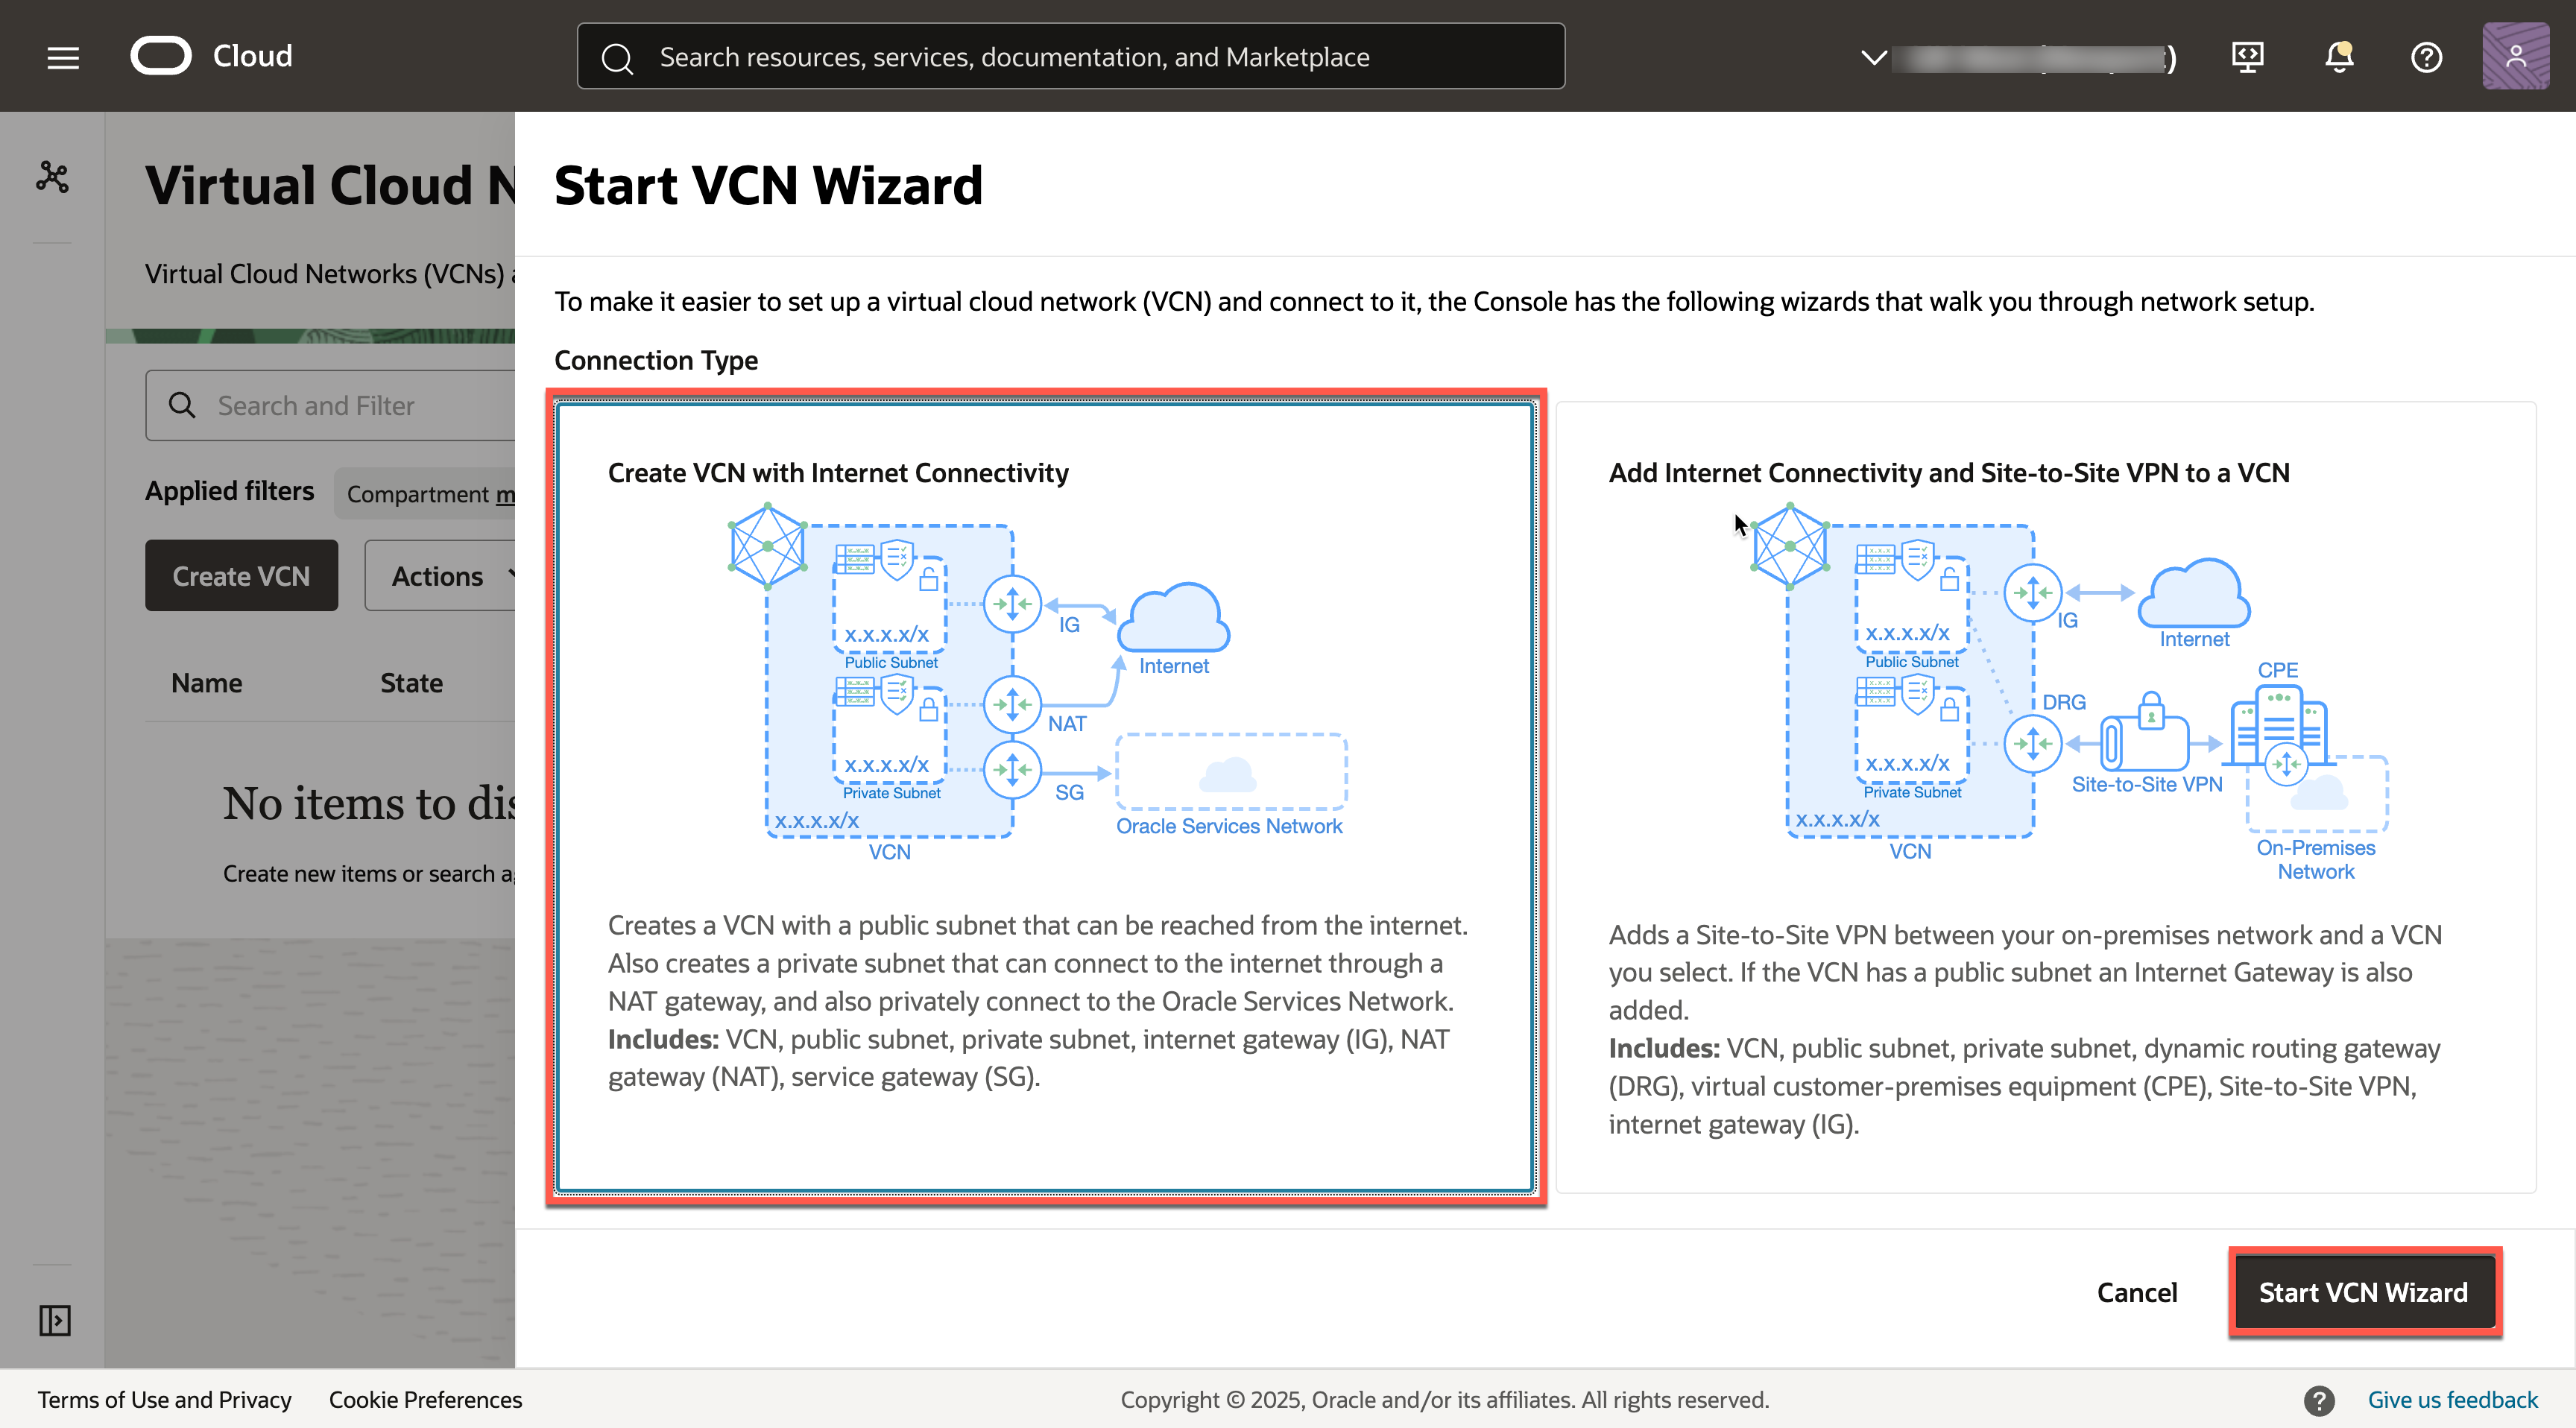 Cloud
Search resources, services, documentation, and Marketplace
)
Virtual Cloud N
Virtual Cloud Networks (VCNs)
Search and Filter
Applied filters
Compartment m
Create VCN
Actions
Name State
No items to dis
Create new items or search a
Start VCN Wizard
To make it easier to set up a virtual cloud network (VCN) and connect to it, the Console has the following wizards that walk you through network setup.
Connection Type
Create VCN with Internet Connectivity
x.x.x.x/x
Public Subnet
IG
Internet
NAT
x.x.x.x/x
Private Subnet
SG
x.x.x.x/x
Oracle Services Network
VCN
Creates a VCN with a public subnet that can be reached from the internet.
Also creates a private subnet that can connect to the internet through a
NAT gateway, and also privately connect to the Oracle Services Network.
Includes: VCN, public subnet, private subnet, internet gateway (IG), NAT
gateway (NAT), service gateway (SG).
Add Internet Connectivity and Site-to-Site VPN to a VCN
x.x.x.x/x
Public Subnet
IG
Internet
CPE
DRG
x.x.x.x/x
Private Subnet
Site-to-Site VPN
x.x.x.x/x
VCN
On-Premises
Network
Adds a Site-to-Site VPN between your on-premises network and a VCN
you select. If the VCN has a public subnet an Internet Gateway is also
added.
Includes: VCN, public subnet, private subnet, dynamic routing gateway
(DRG), virtual customer-premises equipment (CPE), Site-to-Site VPN,
internet gateway (IG).
Cancel
Start VCN Wizard
Terms of Use and Privacy
Cookie Preferences
Copyright © 2025, Oracle and/or its affiliates. All rights reserved.
Give us feedback